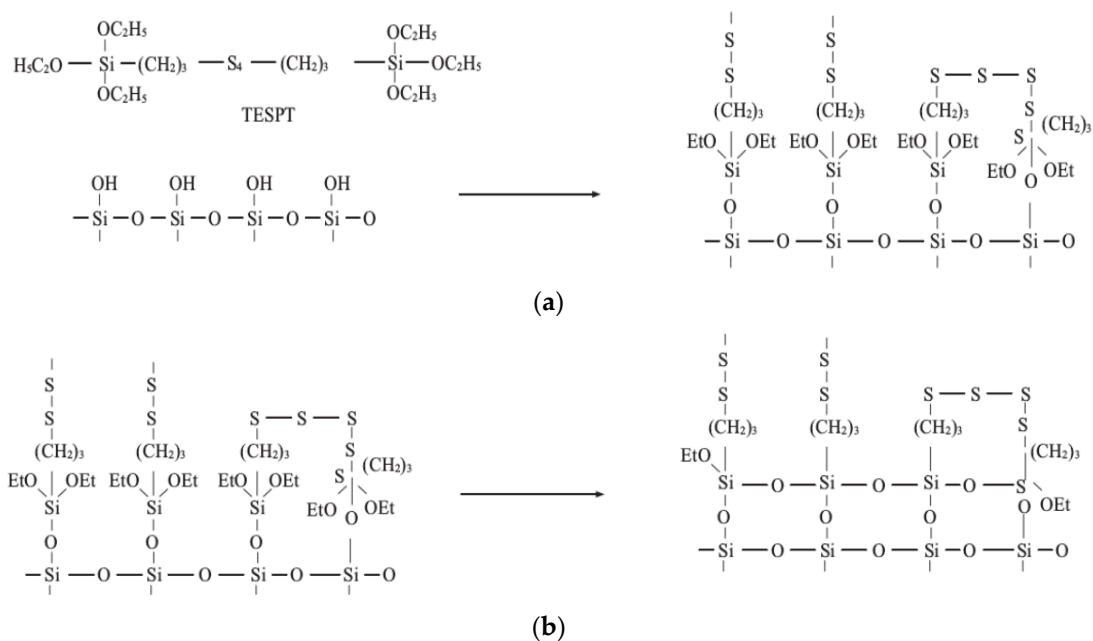 OC₂H₅ OC₂H₅
H₅C₂O—Si—(CH₂)₃—S₄—(CH₂)₃—Si—OC₂H₅
OC₂H₅ OC₂H₃
TESPT
OH OH OH OH
—Si—O—Si—O—Si—O—Si—O
S S
S S S—S—S—S
(CH₂)₃ (CH₂)₃ (CH₂)₃ S (CH₂)₃
EtO OEt EtO OEt EtO OEt S
Si Si Si EtO OEt
O O O O
—Si—O—Si—O—Si—O—Si—O
(a)
S S
S S S—S—S
(CH₂)₃ (CH₂)₃ (CH₂)₃ S (CH₂)₃
EtO OEt EtO OEt EtO OEt S
Si Si Si EtO OEt
O O O O
—Si—O—Si—O—Si—O—Si—O
S S
S S S—S—S
(CH₂)₃ (CH₂)₃ (CH₂)₃ S (CH₂)₃
EtO
Si—O—Si—O—Si—O—S OEt
O O O O
—Si—O—Si—O—Si—O—Si—O
(b)